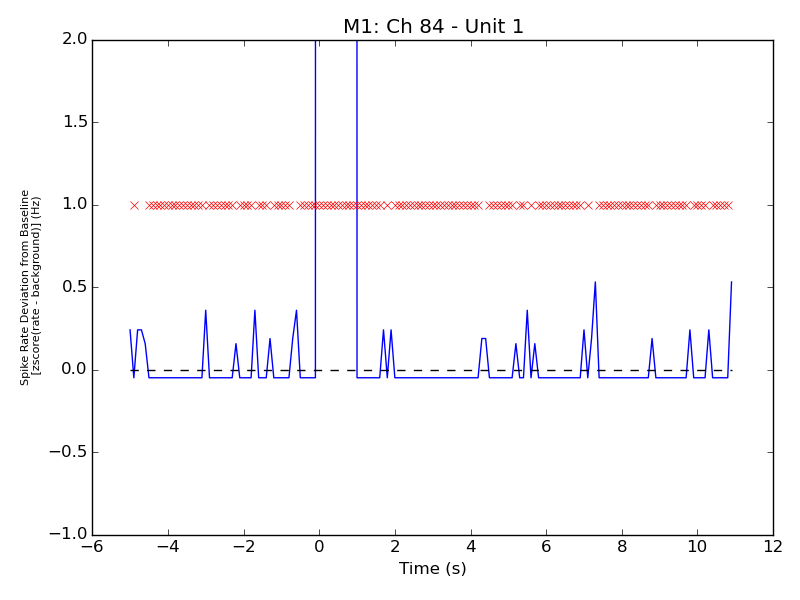 M1: Ch 84 - Unit 1
2.0
1.5
1.0
0.5
0.0
−0.5
−1.0
Spike Rate Deviation from Baseline
[zscore(rate - background)] (Hz)
−6 −4 −2 0 2 4 6 8 10 12
Time (s)